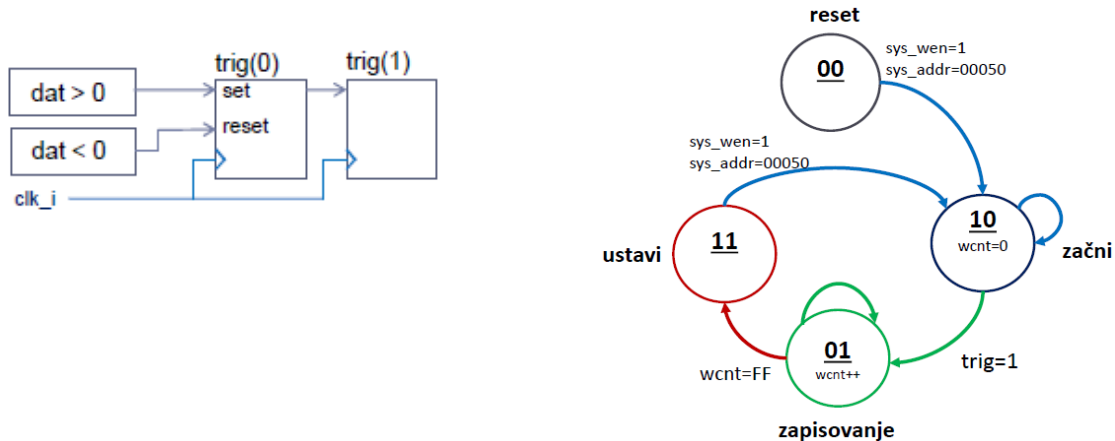 trig(0)
trig(1)
dat > 0
set
dat < 0
reset
clk_i
reset
00
sys_wen=1
sys_addr=00050
sys_wen=1
sys_addr=00050
10
wcnt=0
začni
ustavi
11
01
wcnt++
wcnt=FF
trig=1
zapisovanje